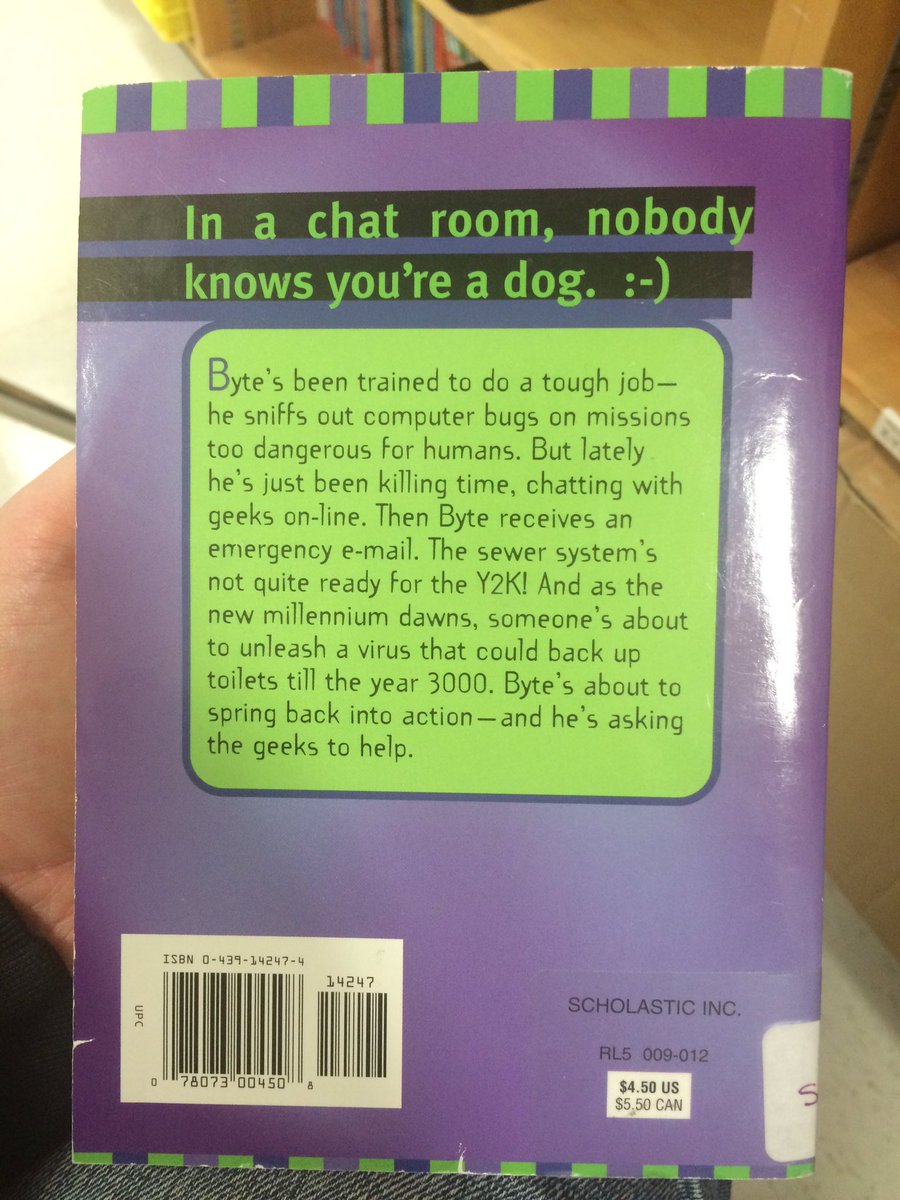 In a chat room, nobody
knows you're a dog. :-)
Byte's been trained to do a tough job—
he sniffs out computer bugs on missions
too dangerous for humans. But lately
he's just been killing time, chatting with
geeks on-line. Then Byte receives an
emergency e-mail. The sewer system's
not quite ready for the Y2K! And as the
new millennium dawns, someone's about
to unleash a virus that could back up
toilets till the year 3000. Byte's about to
spring back into action—and he's asking
the geeks to help.
ISBN 0-439-14247-4
14247
UPC
0 78073 00450 8
SCHOLASTIC INC.
RL5 009-012
$4.50 US
$5.50 CAN
S